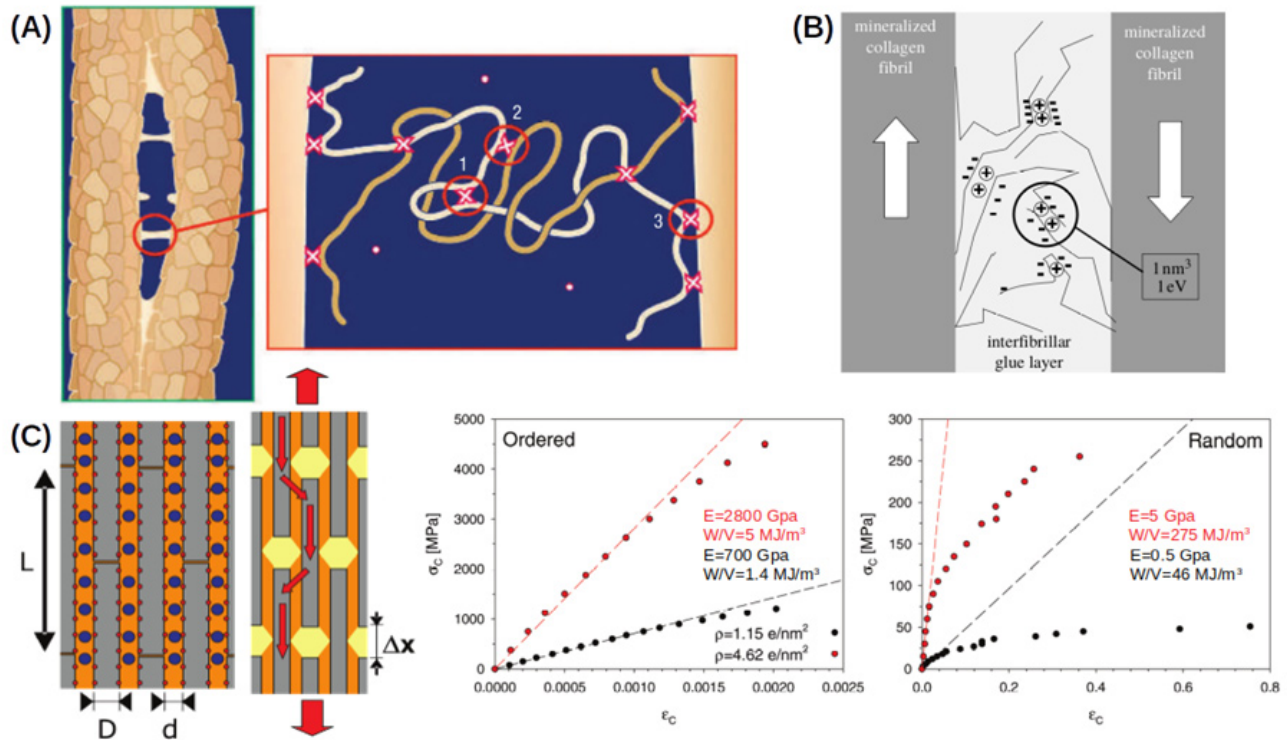 (A)
1
2
3
(B)
mineralized
collagen
fibril
mineralized
collagen
fibril
1 nm³
1 eV
interfibrillar
glue layer
(C)
L
D
d
Δx
Ordered
σC [MPa]
5000
4000
3000
2000
1000
0
E=2800 Gpa
W/V=5 MJ/m³
E=700 Gpa
W/V=1.4 MJ/m³
ρ=1.15 e/nm²
ρ=4.62 e/nm²
0.0000 0.0005 0.0010 0.0015 0.0020 0.0025
εC
Random
σC [MPa]
300
250
200
150
100
50
0
E=5 Gpa
W/V=275 MJ/m³
E=0.5 Gpa
W/V=46 MJ/m³
0.0 0.2 0.4 0.6 0.8
εC